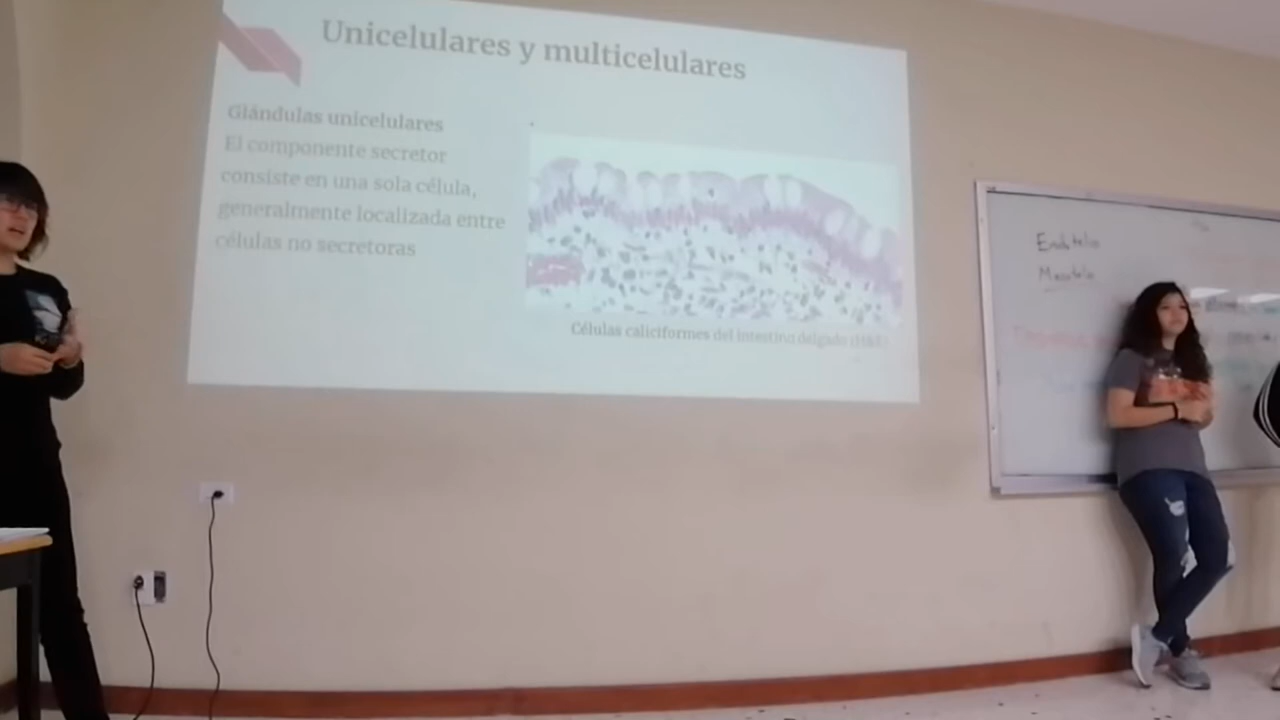 Unicelulares y multicelulares
Glándulas unicelulares
El componente secretor
consiste en una sola célula,
generalmente localizada entre
células no secretoras
Células caliciformes del intestino delgado (H&E)
Endotelio
Mesotelio